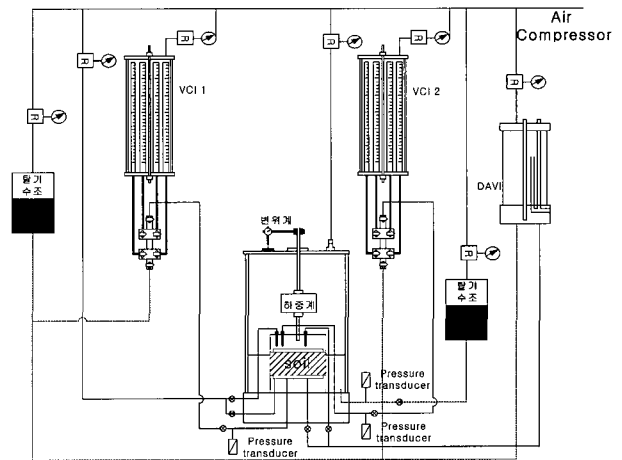 Air
Compressor
R
R
R
R
VCI 1
VCI 2
R
R
DAVI
탈기
수조
변위계
R
하중계
탈기
수조
soil
Pressure
transducer
Pressure
transducer
Pressure
transducer